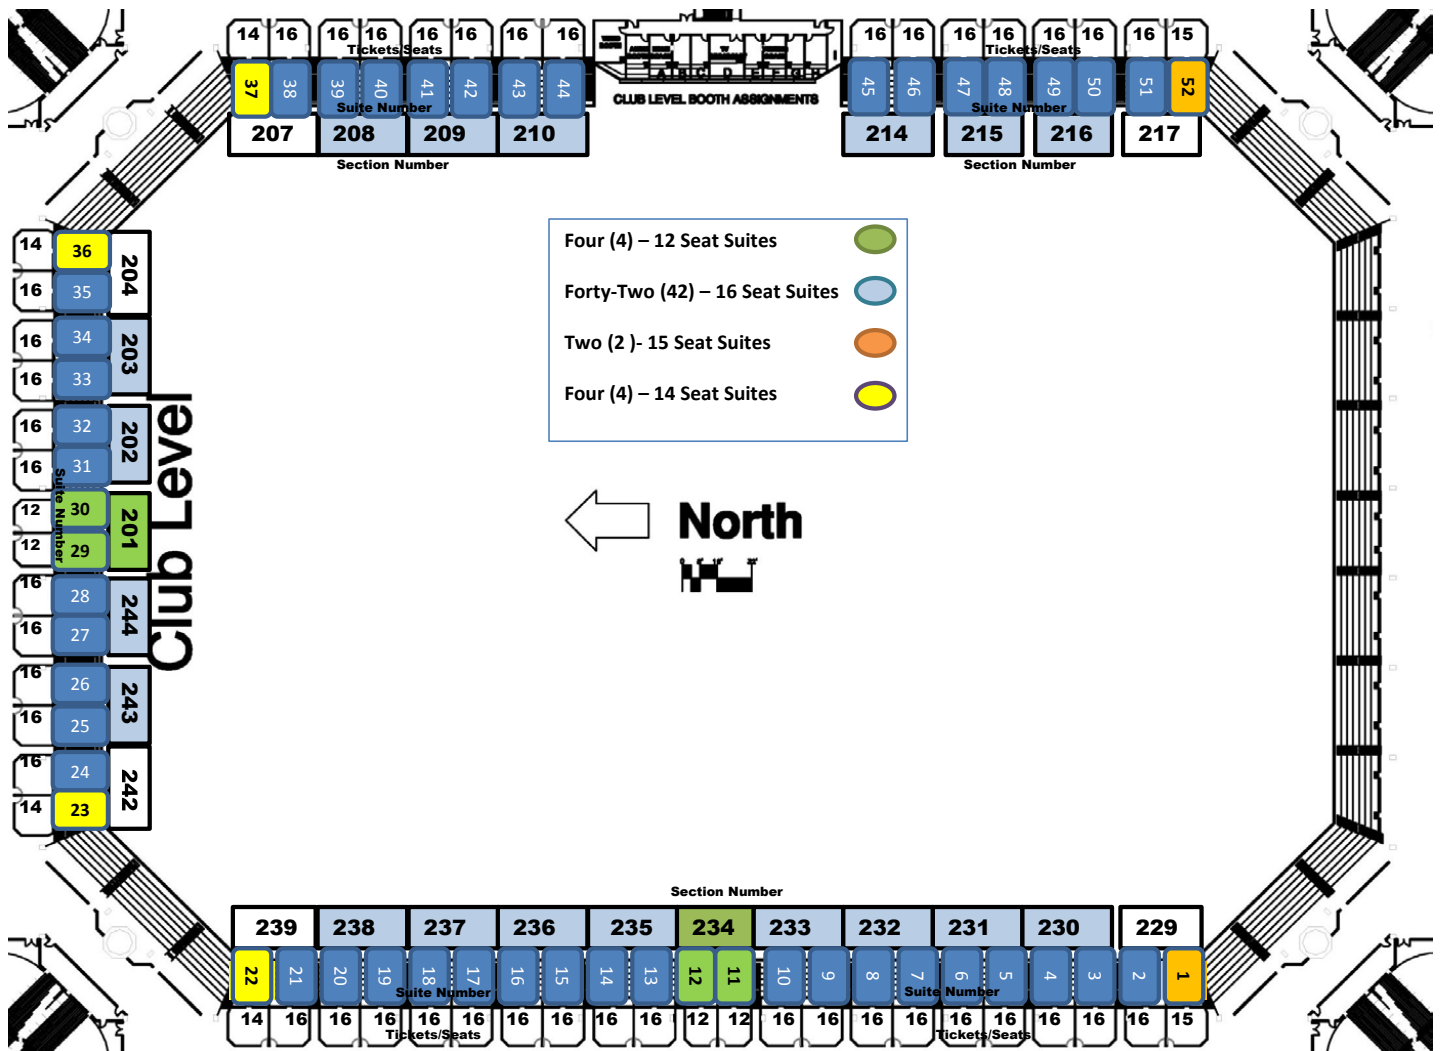 14 16 16 16 16 16 16 16
Tickets/Seats
37 38 39 40 41 42 43 44
Suite Number
207 208 209 210
Section Number
A B C D E F G H
CLUB LEVEL BOOTH ASSIGNMENTS
16 16 16 16 16 16 16 15
Tickets/Seats
45 46 47 48 49 50 51 52
Suite Number
214 215 216 217
Section Number
Four (4) – 12 Seat Suites
Forty-Two (42) – 16 Seat Suites
Two (2 )- 15 Seat Suites
Four (4) – 14 Seat Suites
14 36
204
16 35
16 34
203
16 33
16 32
202
16 31
12 30
201
12 29
16 28
244
16 27
16 26
243
16 25
16 24
242
14 23
Suite Number
Club Level
North
Section Number
239 238 237 236 235 234 233 232 231 230 229
22 21 20 19 18 17 16 15 14 13 12 11 10 9 8 7 6 5 4 3 2 1
Suite Number Suite Number
14 16 16 16 16 16 16 16 16 16 12 12 16 16 16 16 16 16 16 16 16 15
Tickets/Seats Tickets/Seats